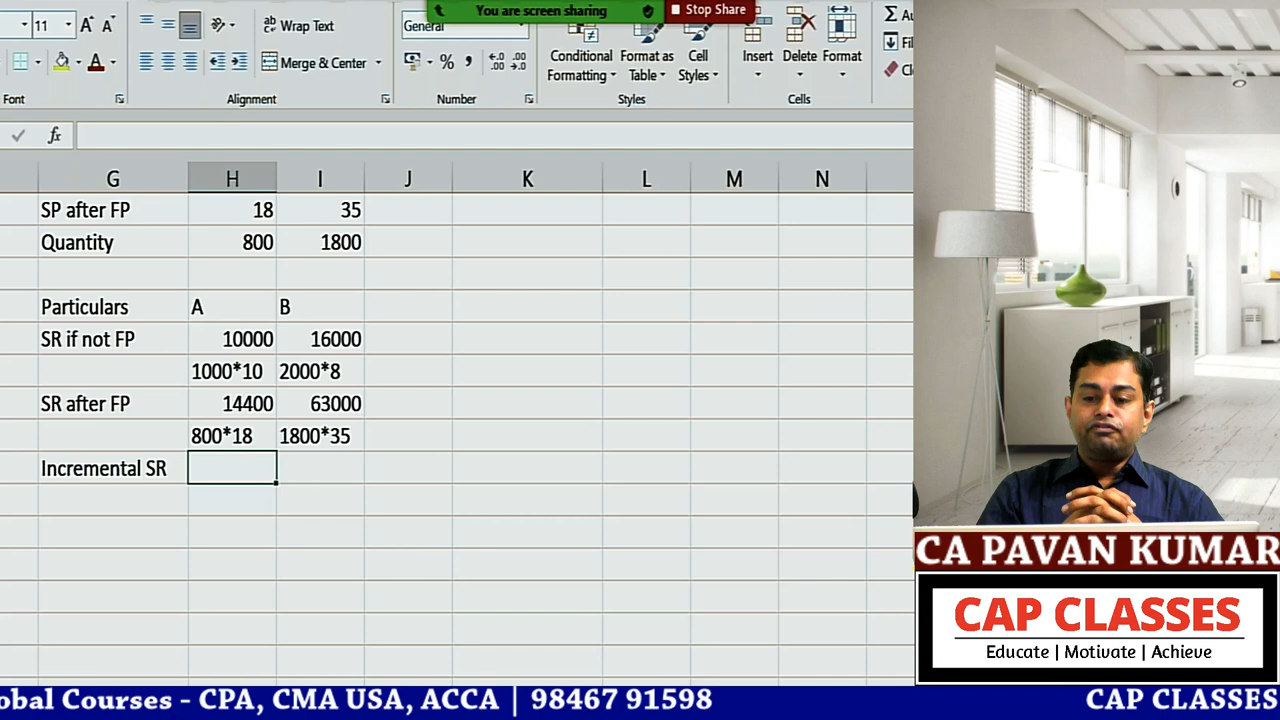 You are screen sharing
Stop Share
11
A A
Wrap Text
General
Merge & Center
Conditional Formatting
Format as Table
Cell Styles
Insert
Delete
Format
Font
Alignment
Number
Styles
Cells
fx
G H I J K L M N
SP after FP 18 35
Quantity 800 1800
Particulars A B
SR if not FP 10000 16000
1000*10 2000*8
SR after FP 14400 63000
800*18 1800*35
Incremental SR
CA PAVAN KUMAR
CAP CLASSES
Educate | Motivate | Achieve
Courses - CPA, CMA USA, ACCA | 98467 91598
CAP CLASSES